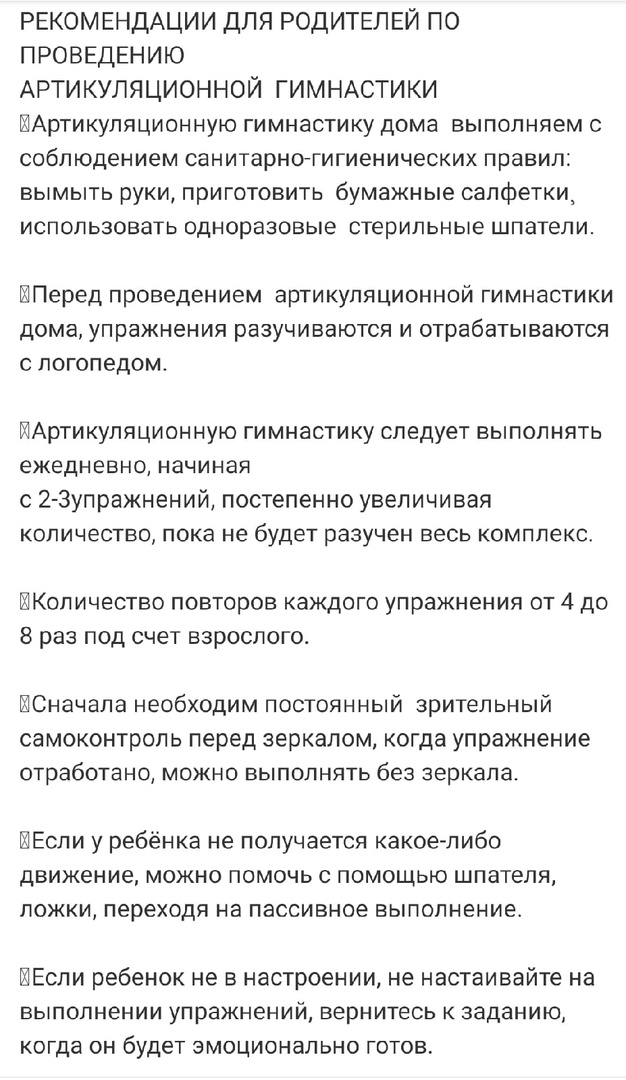 РЕКОМЕНДАЦИИ ДЛЯ РОДИТЕЛЕЙ ПО
ПРОВЕДЕНИЮ
АРТИКУЛЯЦИОННОЙ ГИМНАСТИКИ
Артикуляционную гимнастику дома выполняем с
соблюдением санитарно-гигиенических правил:
вымыть руки, приготовить бумажные салфетки,
использовать одноразовые стерильные шпатели.
Перед проведением артикуляционной гимнастики
дома, упражнения разучиваются и отрабатываются
с логопедом.
Артикуляционную гимнастику следует выполнять
ежедневно, начиная
с 2-3упражнений, постепенно увеличивая
количество, пока не будет разучен весь комплекс.
Количество повторов каждого упражнения от 4 до
8 раз под счет взрослого.
Сначала необходим постоянный зрительный
самоконтроль перед зеркалом, когда упражнение
отработано, можно выполнять без зеркала.
Если у ребёнка не получается какое-либо
движение, можно помочь с помощью шпателя,
ложки, переходя на пассивное выполнение.
Если ребенок не в настроении, не настаивайте на
выполнении упражнений, вернитесь к заданию,
когда он будет эмоционально готов.